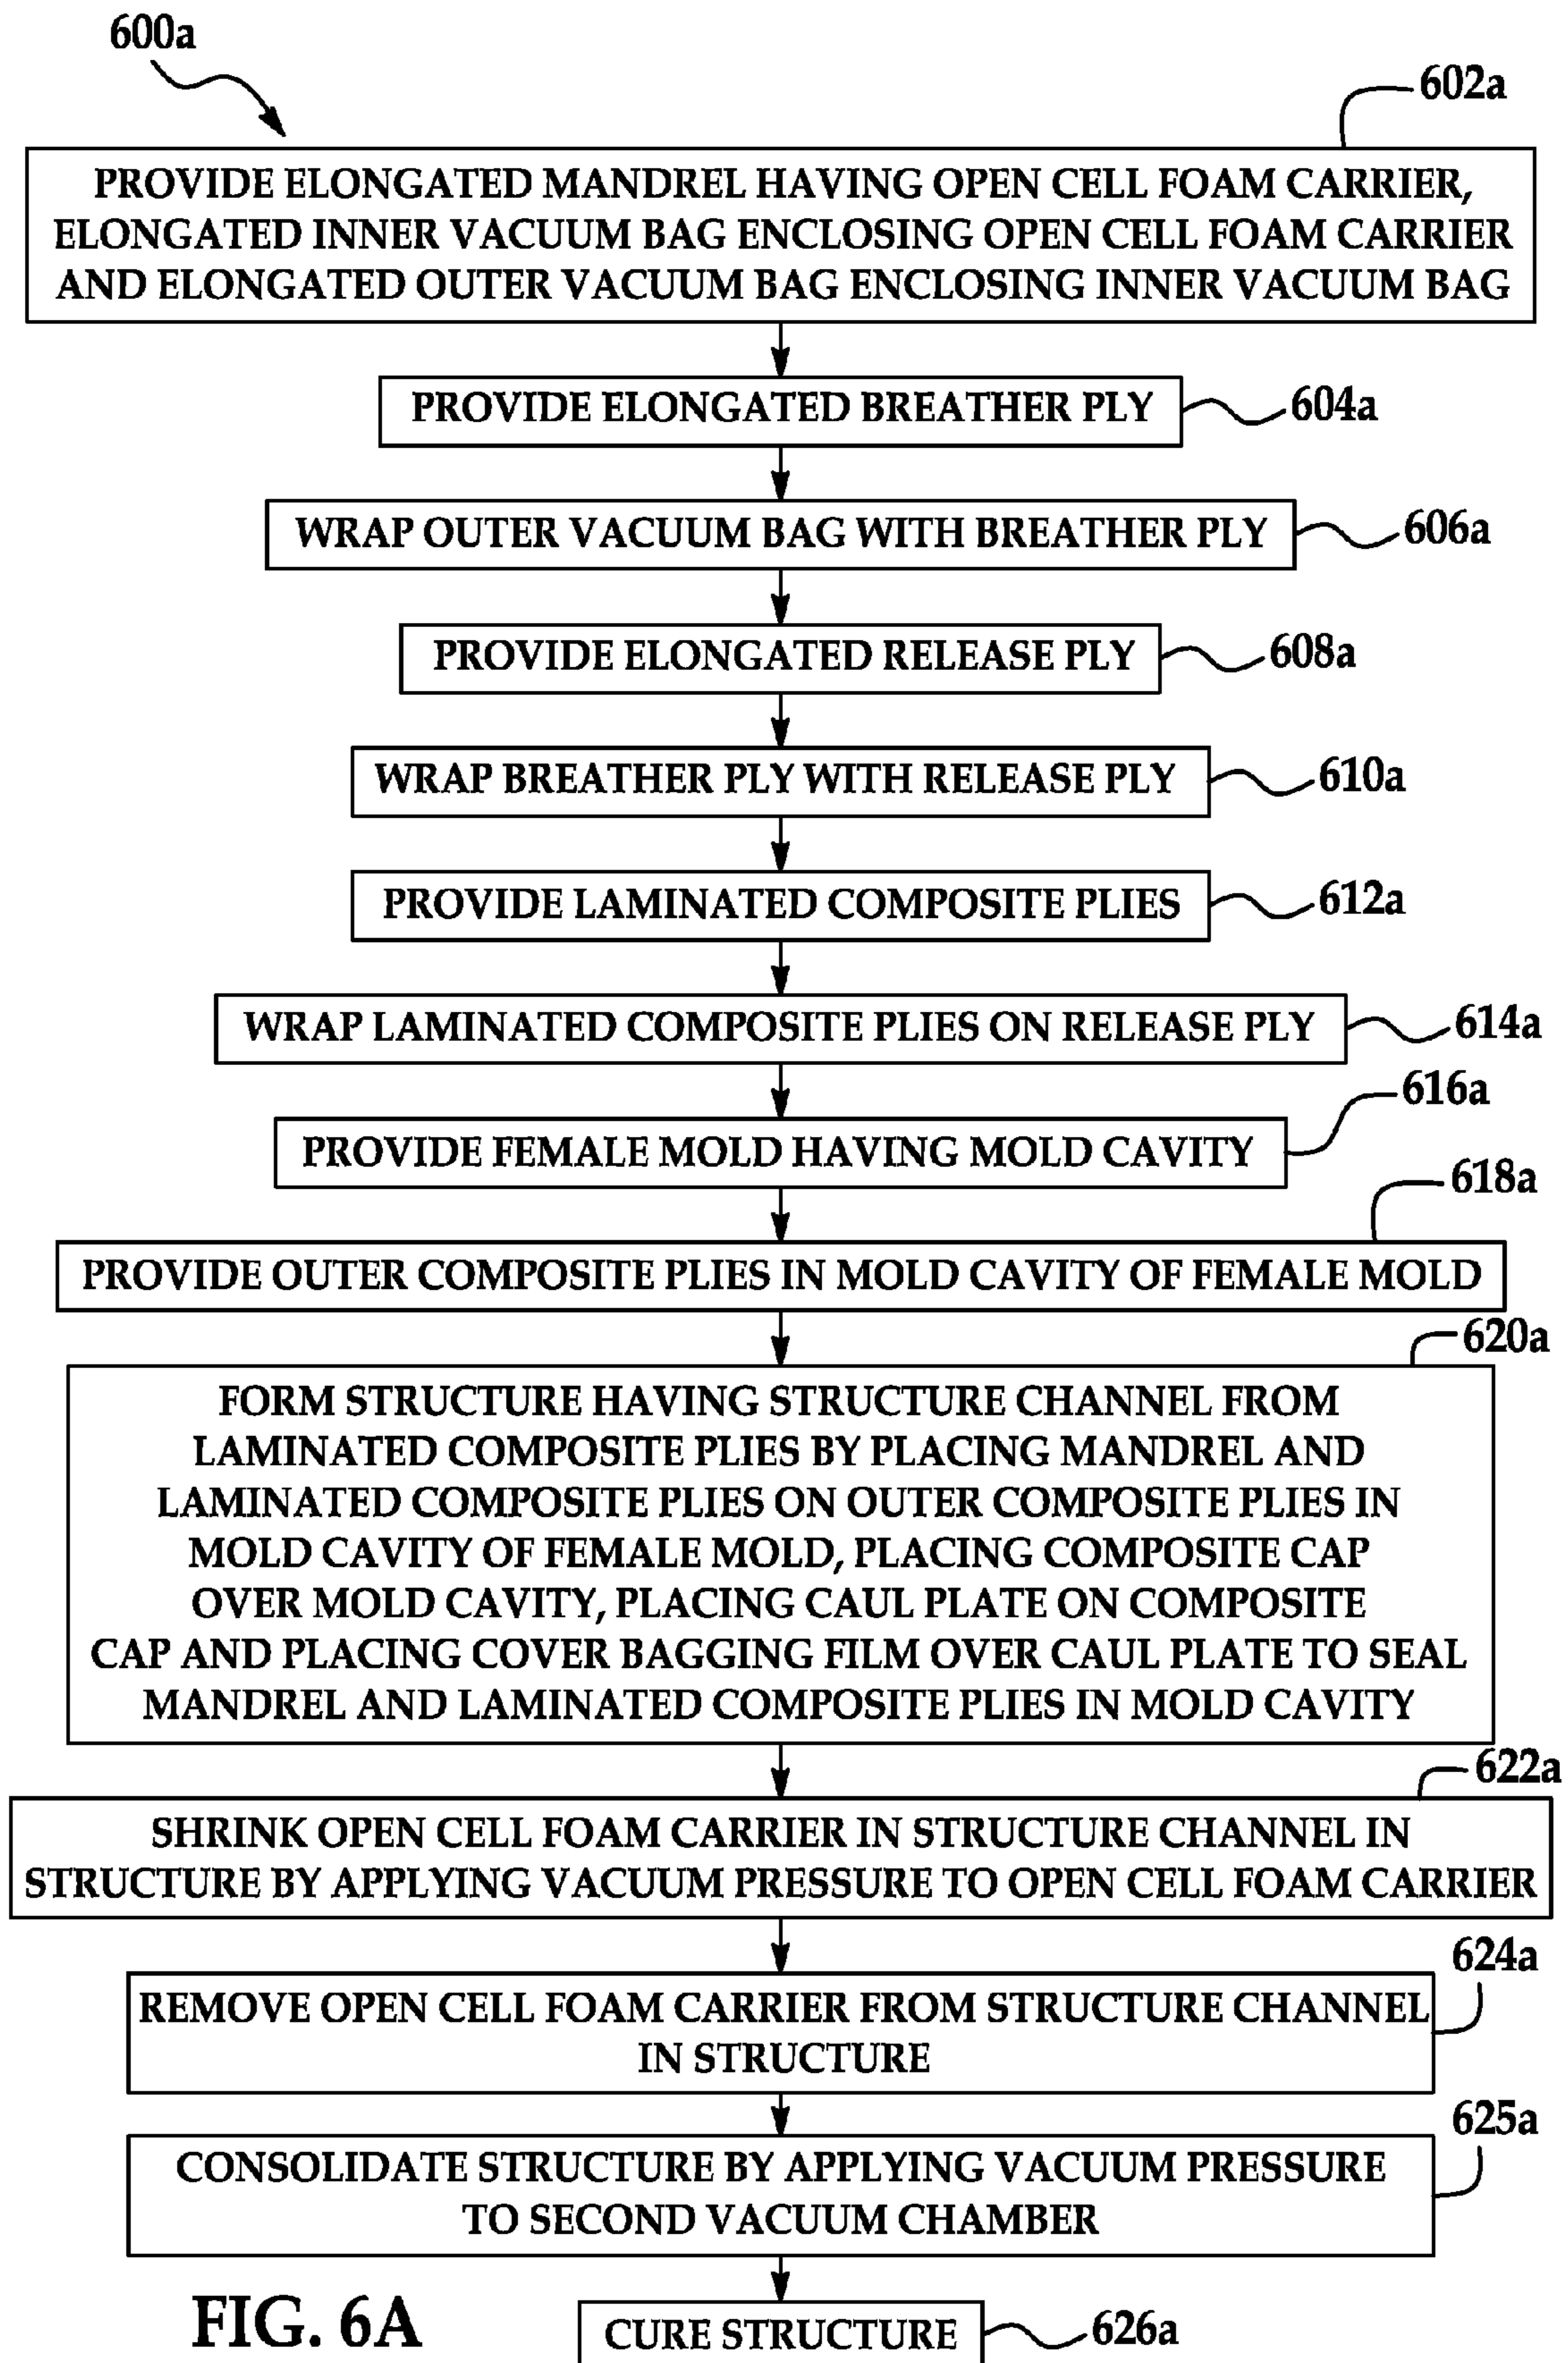 600a
602a
PROVIDE ELONGATED MANDREL HAVING OPEN CELL FOAM CARRIER,
ELONGATED INNER VACUUM BAG ENCLOSING OPEN CELL FOAM CARRIER
AND ELONGATED OUTER VACUUM BAG ENCLOSING INNER VACUUM BAG
PROVIDE ELONGATED BREATHER PLY
604a
WRAP OUTER VACUUM BAG WITH BREATHER PLY
606a
PROVIDE ELONGATED RELEASE PLY
608a
WRAP BREATHER PLY WITH RELEASE PLY
610a
PROVIDE LAMINATED COMPOSITE PLIES
612a
WRAP LAMINATED COMPOSITE PLIES ON RELEASE PLY
614a
616a
PROVIDE FEMALE MOLD HAVING MOLD CAVITY
618a
PROVIDE OUTER COMPOSITE PLIES IN MOLD CAVITY OF FEMALE MOLD
620a
FORM STRUCTURE HAVING STRUCTURE CHANNEL FROM
LAMINATED COMPOSITE PLIES BY PLACING MANDREL AND
LAMINATED COMPOSITE PLIES ON OUTER COMPOSITE PLIES IN
MOLD CAVITY OF FEMALE MOLD, PLACING COMPOSITE CAP
OVER MOLD CAVITY, PLACING CAUL PLATE ON COMPOSITE
CAP AND PLACING COVER BAGGING FILM OVER CAUL PLATE TO SEAL
MANDREL AND LAMINATED COMPOSITE PLIES IN MOLD CAVITY
622a
SHRINK OPEN CELL FOAM CARRIER IN STRUCTURE CHANNEL IN
STRUCTURE BY APPLYING VACUUM PRESSURE TO OPEN CELL FOAM CARRIER
624a
REMOVE OPEN CELL FOAM CARRIER FROM STRUCTURE CHANNEL
IN STRUCTURE
625a
CONSOLIDATE STRUCTURE BY APPLYING VACUUM PRESSURE
TO SECOND VACUUM CHAMBER
FIG. 6A
CURE STRUCTURE
626a